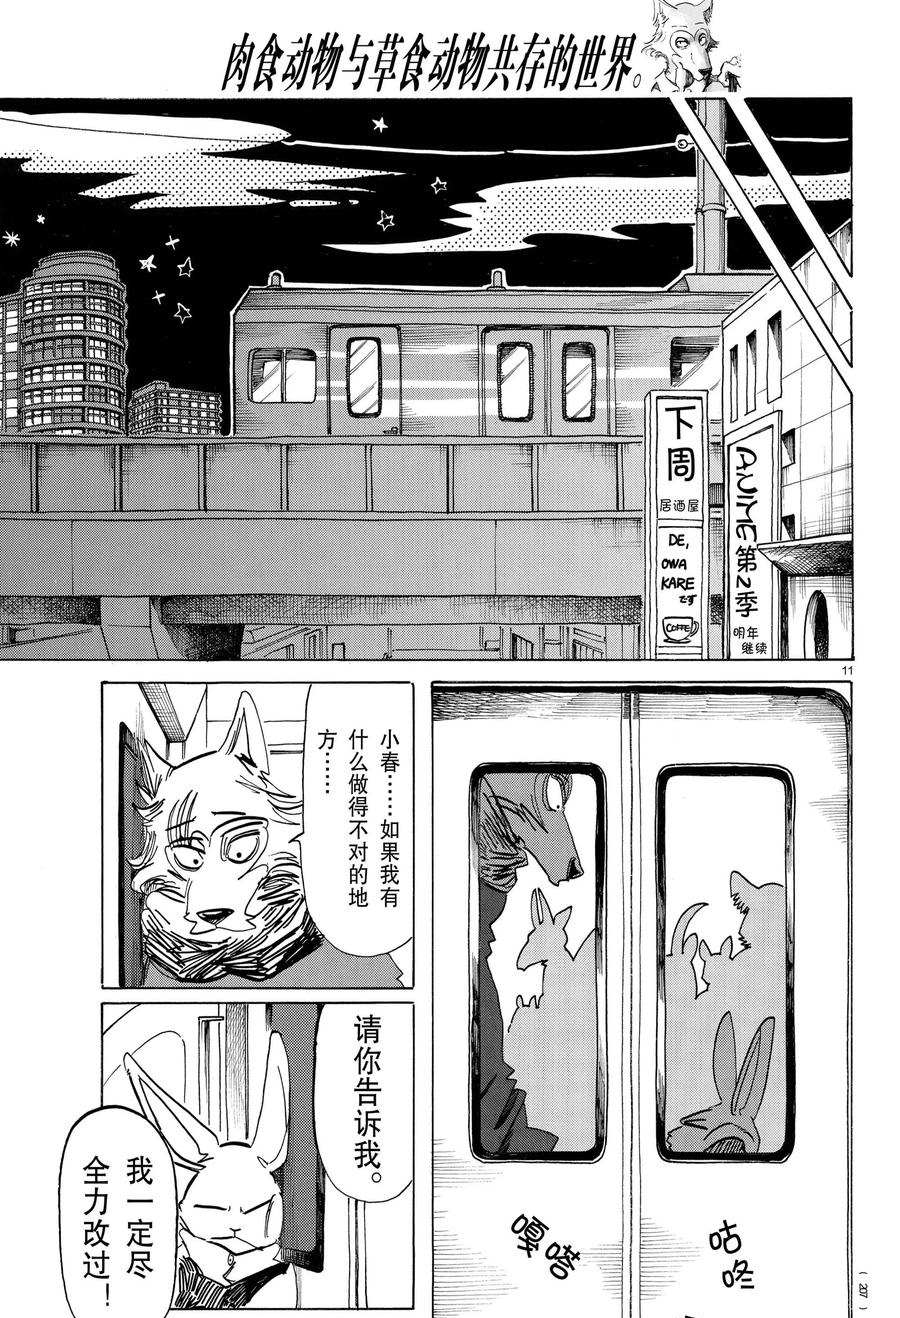 肉食动物与草食动物共存的世界。
下周
居酒屋
DE,
OWA
KARE
です
COFFE
ANIME第2季
明年
继续
11
嘎嗒
咕咚
小春……如果我有
什么做得不对的地
方……
请你告诉我。
我一定尽
全力改过！
( 207 )